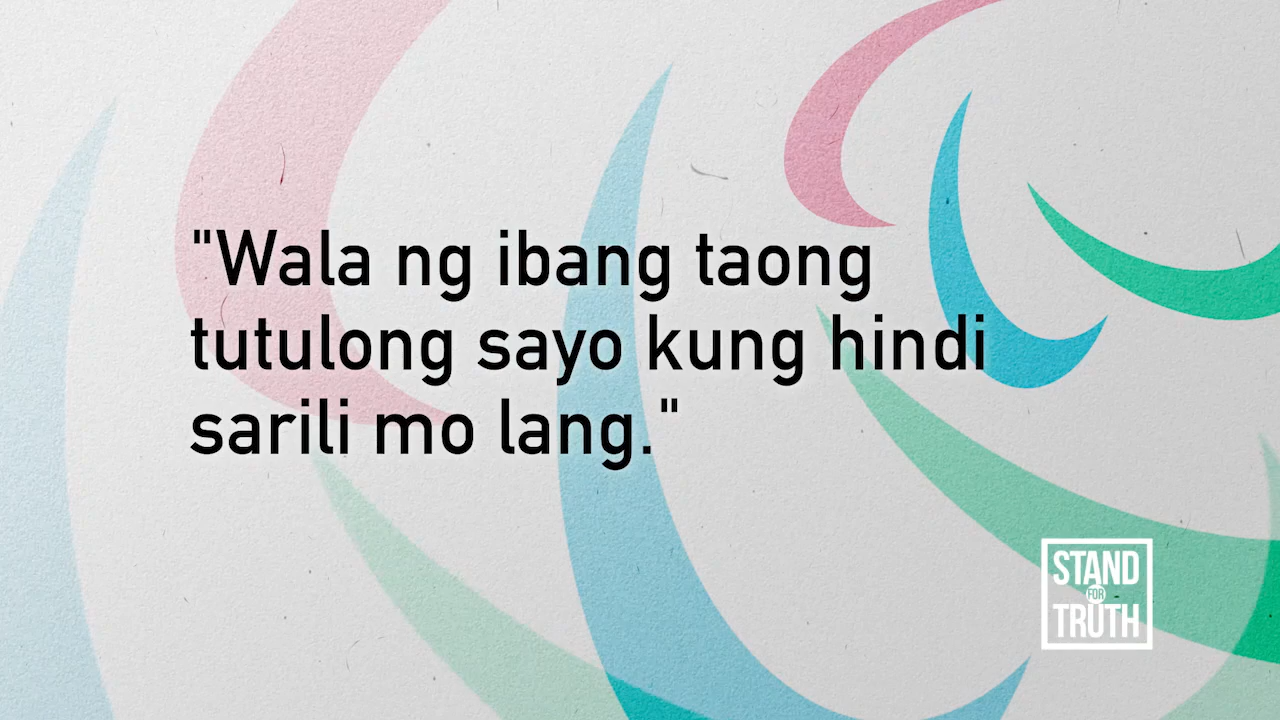 "Wala ng ibang taong
tutulong sayo kung hindi
sarili mo lang."
STAND
FOR
TRUTH